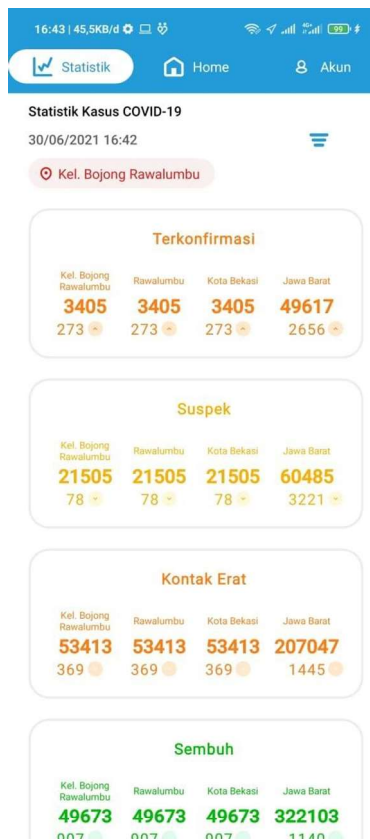 16:43 | 45,5KB/d
4G+
99
Statistik
Home
Akun
Statistik Kasus COVID-19
30/06/2021 16:42
Kel. Bojong Rawalumbu
Terkonfirmasi
Kel. Bojong Rawalumbu Rawalumbu Kota Bekasi Jawa Barat
3405 3405 3405 49617
273 273 273 2656
Suspek
Kel. Bojong Rawalumbu Rawalumbu Kota Bekasi Jawa Barat
21505 21505 21505 60485
78 78 78 3221
Kontak Erat
Kel. Bojong Rawalumbu Rawalumbu Kota Bekasi Jawa Barat
53413 53413 53413 207047
369 369 369 1445
Sembuh
Kel. Bojong Rawalumbu Rawalumbu Kota Bekasi Jawa Barat
49673 49673 49673 322103